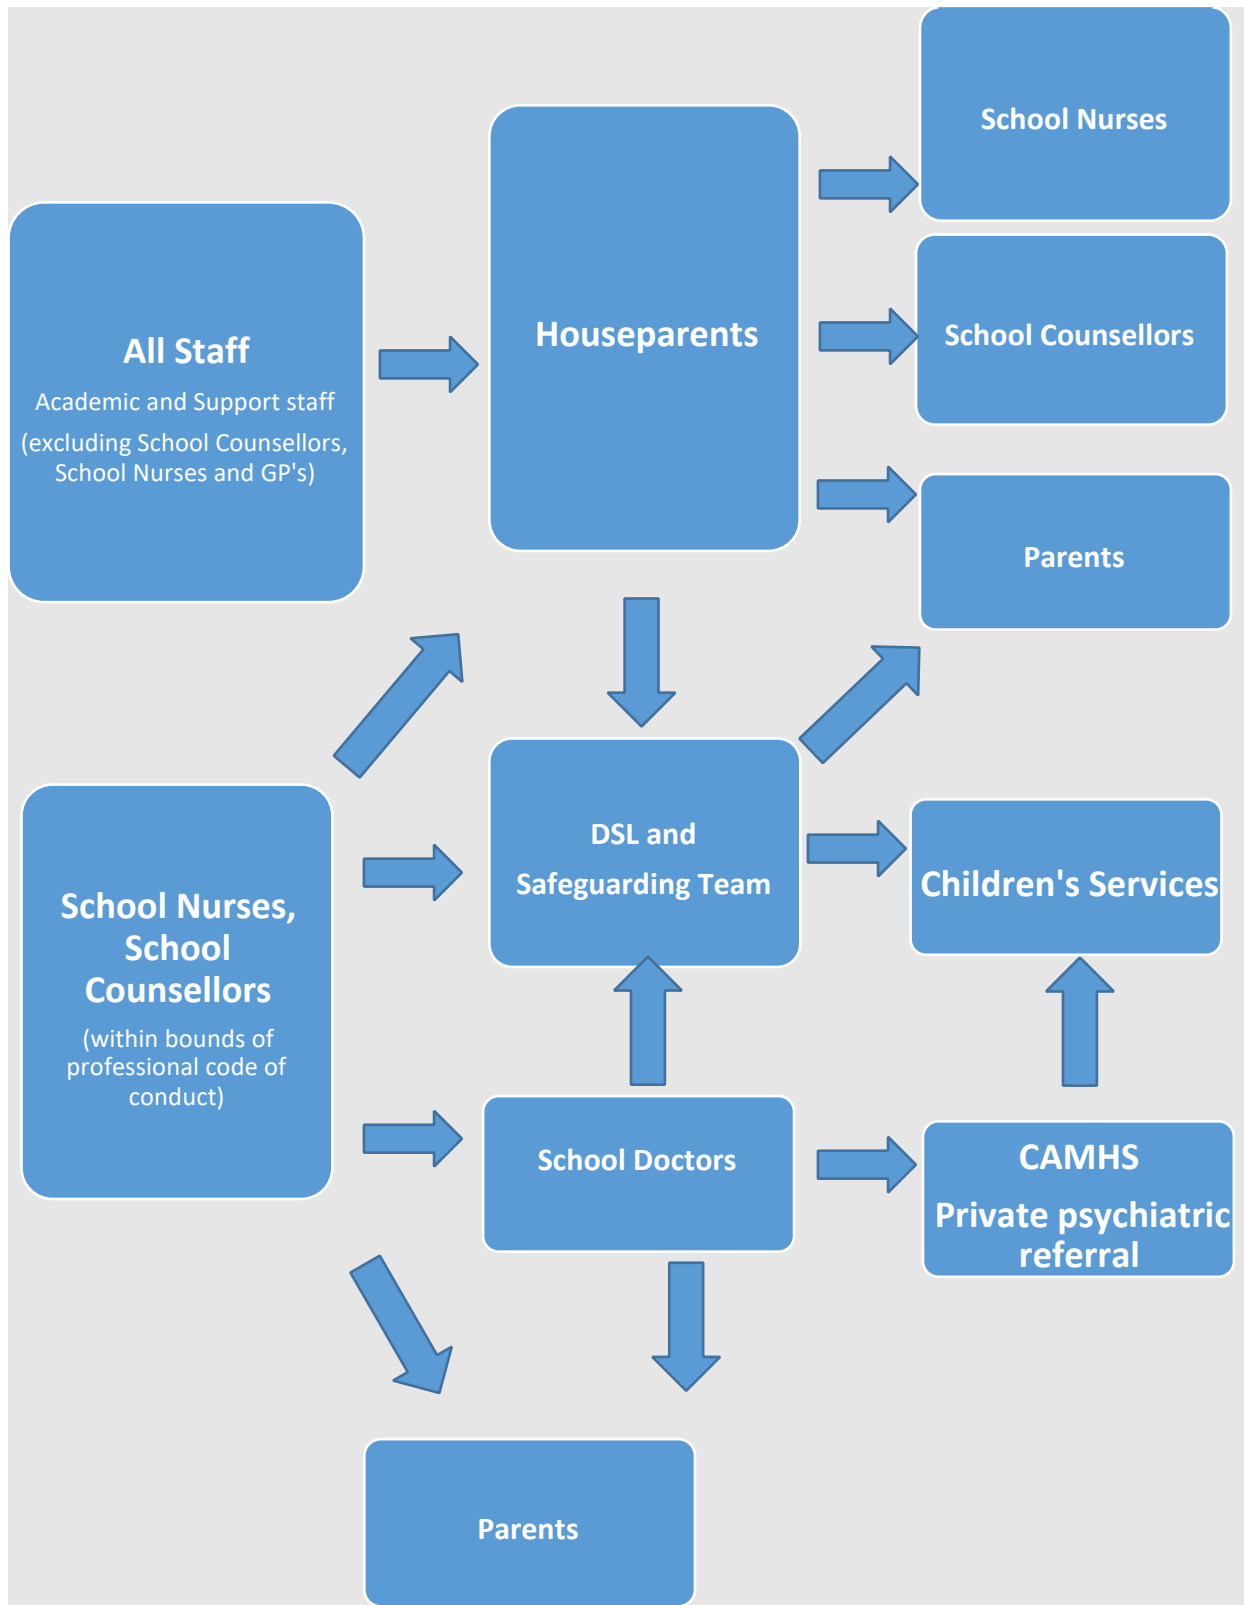 School Nurses
Houseparents
School Counsellors
All Staff
Academic and Support staff
(excluding School Counsellors,
School Nurses and GP's)
Parents
DSL and
Safeguarding Team
Children's Services
School Nurses,
School
Counsellors
(within bounds of
professional code of
conduct)
School Doctors
CAMHS
Private psychiatric
referral
Parents